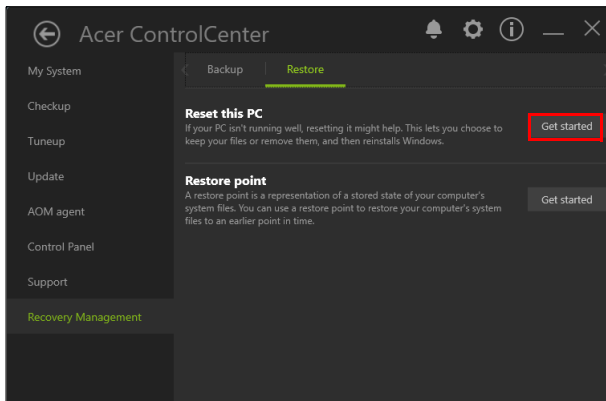 Acer ControlCenter
My System
Checkup
Tuneup
Update
AOM agent
Control Panel
Support
Recovery Management
Backup
Restore
Reset this PC
If your PC isn't running well, resetting it might help. This lets you choose to
keep your files or remove them, and then reinstalls Windows.
Get started
Restore point
A restore point is a representation of a stored state of your computer's
system files. You can use a restore point to restore your computer's system
files to an earlier point in time.
Get started